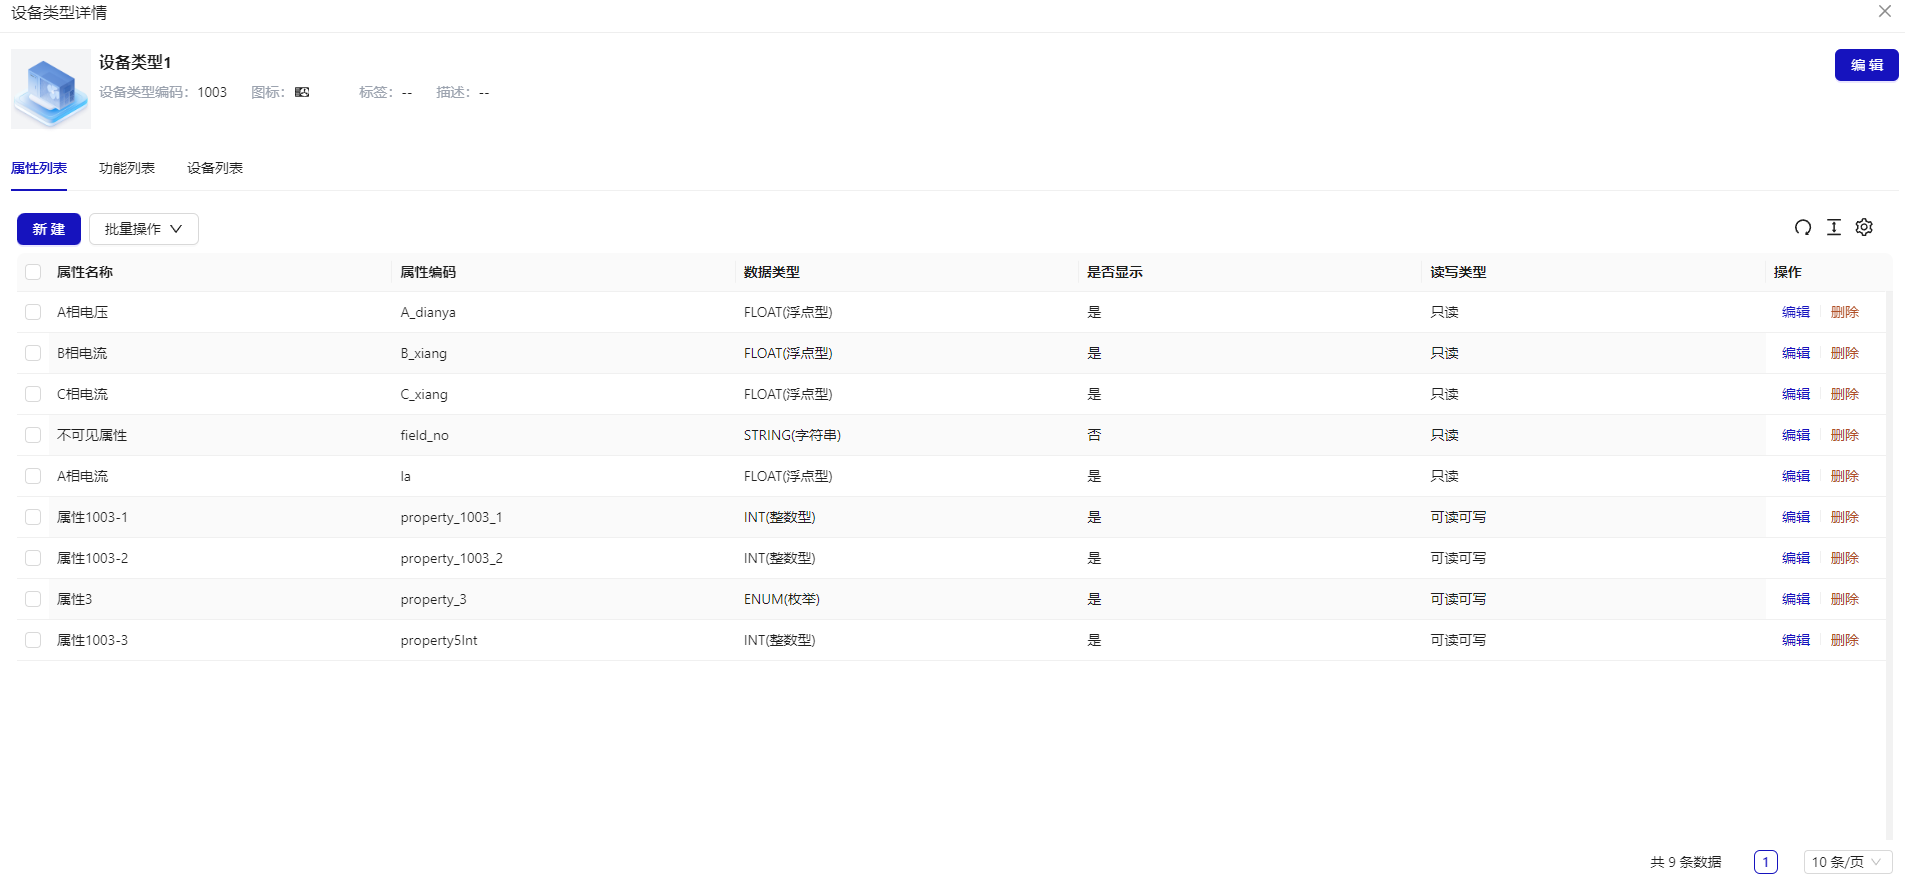 设备类型详情
设备类型1
编 辑
设备类型编码： 1003 图标： 标签： -- 描述： --
属性列表 功能列表 设备列表
新 建 批量操作
属性名称 属性编码 数据类型 是否显示 读写类型 操作
A相电压 A_dianya FLOAT(浮点型) 是 只读 编辑 删除
B相电流 B_xiang FLOAT(浮点型) 是 只读 编辑 删除
C相电流 C_xiang FLOAT(浮点型) 是 只读 编辑 删除
不可见属性 field_no STRING(字符串) 否 只读 编辑 删除
A相电流 Ia FLOAT(浮点型) 是 只读 编辑 删除
属性1003-1 property_1003_1 INT(整数型) 是 可读可写 编辑 删除
属性1003-2 property_1003_2 INT(整数型) 是 可读可写 编辑 删除
属性3 property_3 ENUM(枚举) 是 可读可写 编辑 删除
属性1003-3 property5Int INT(整数型) 是 可读可写 编辑 删除
共 9 条数据 1 10 条/页